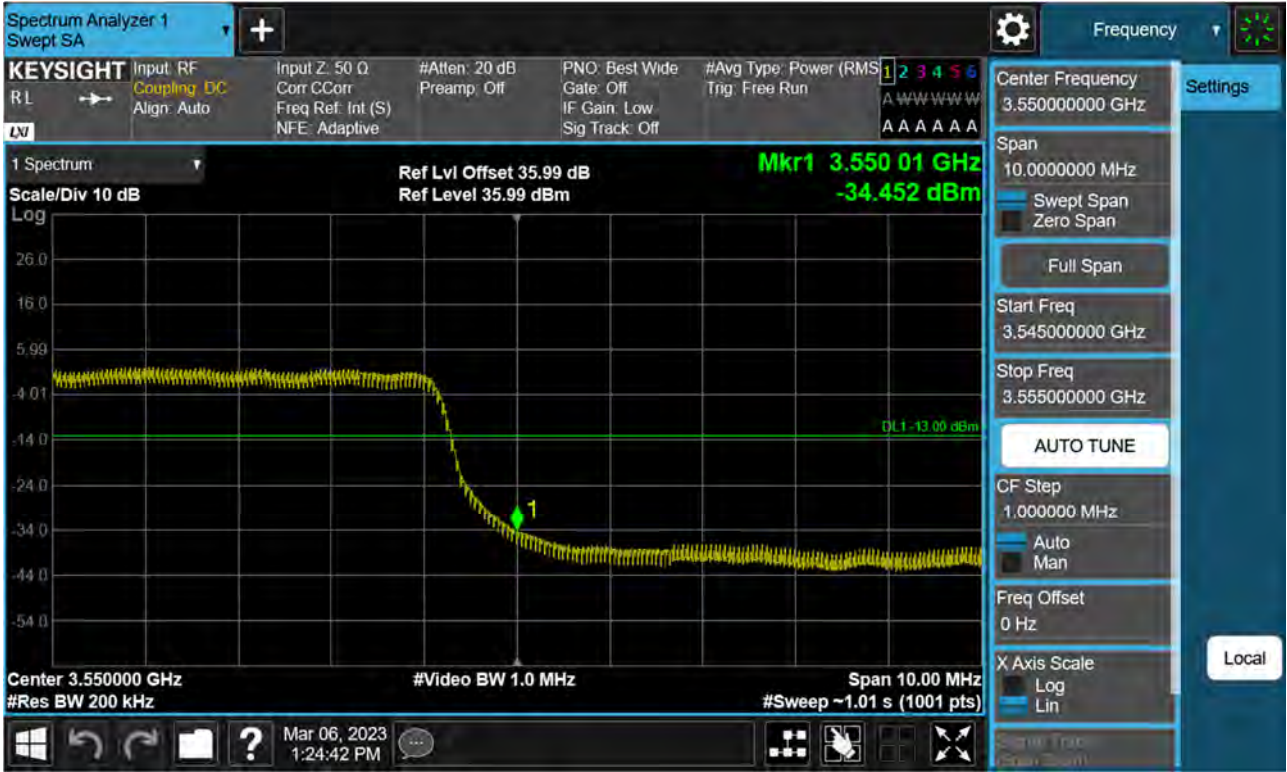 Spectrum Analyzer 1
Swept SA
Frequency
KEYSIGHT
RL
LXI
Input: RF
Coupling: DC
Align: Auto
Input Z: 50 Ω
Corr CCorr
Freq Ref: Int (S)
NFE: Adaptive
#Atten: 20 dB
Preamp: Off
PNO: Best Wide
Gate: Off
IF Gain: Low
Sig Track: Off
#Avg Type: Power (RMS
Trig: Free Run
1 2 3 4 5 6
A W W W W W
A A A A A A
1 Spectrum
Scale/Div 10 dB
Log
Ref Lvl Offset 35.99 dB
Ref Level 35.99 dBm
Mkr1 3.550 01 GHz
-34.452 dBm
26.0
16.0
5.99
-4.01
-14.0
-24.0
-34.0
-44.0
-54.0
DL1 -13.00 dBm
1
Center 3.550000 GHz
#Res BW 200 kHz
#Video BW 1.0 MHz
Span 10.00 MHz
#Sweep ~1.01 s (1001 pts)
Mar 06, 2023
1:24:42 PM
Center Frequency
3.550000000 GHz
Span
10.0000000 MHz
Swept Span
Zero Span
Full Span
Start Freq
3.545000000 GHz
Stop Freq
3.555000000 GHz
AUTO TUNE
CF Step
1.000000 MHz
Auto
Man
Freq Offset
0 Hz
X Axis Scale
Log
Lin
Settings
Local